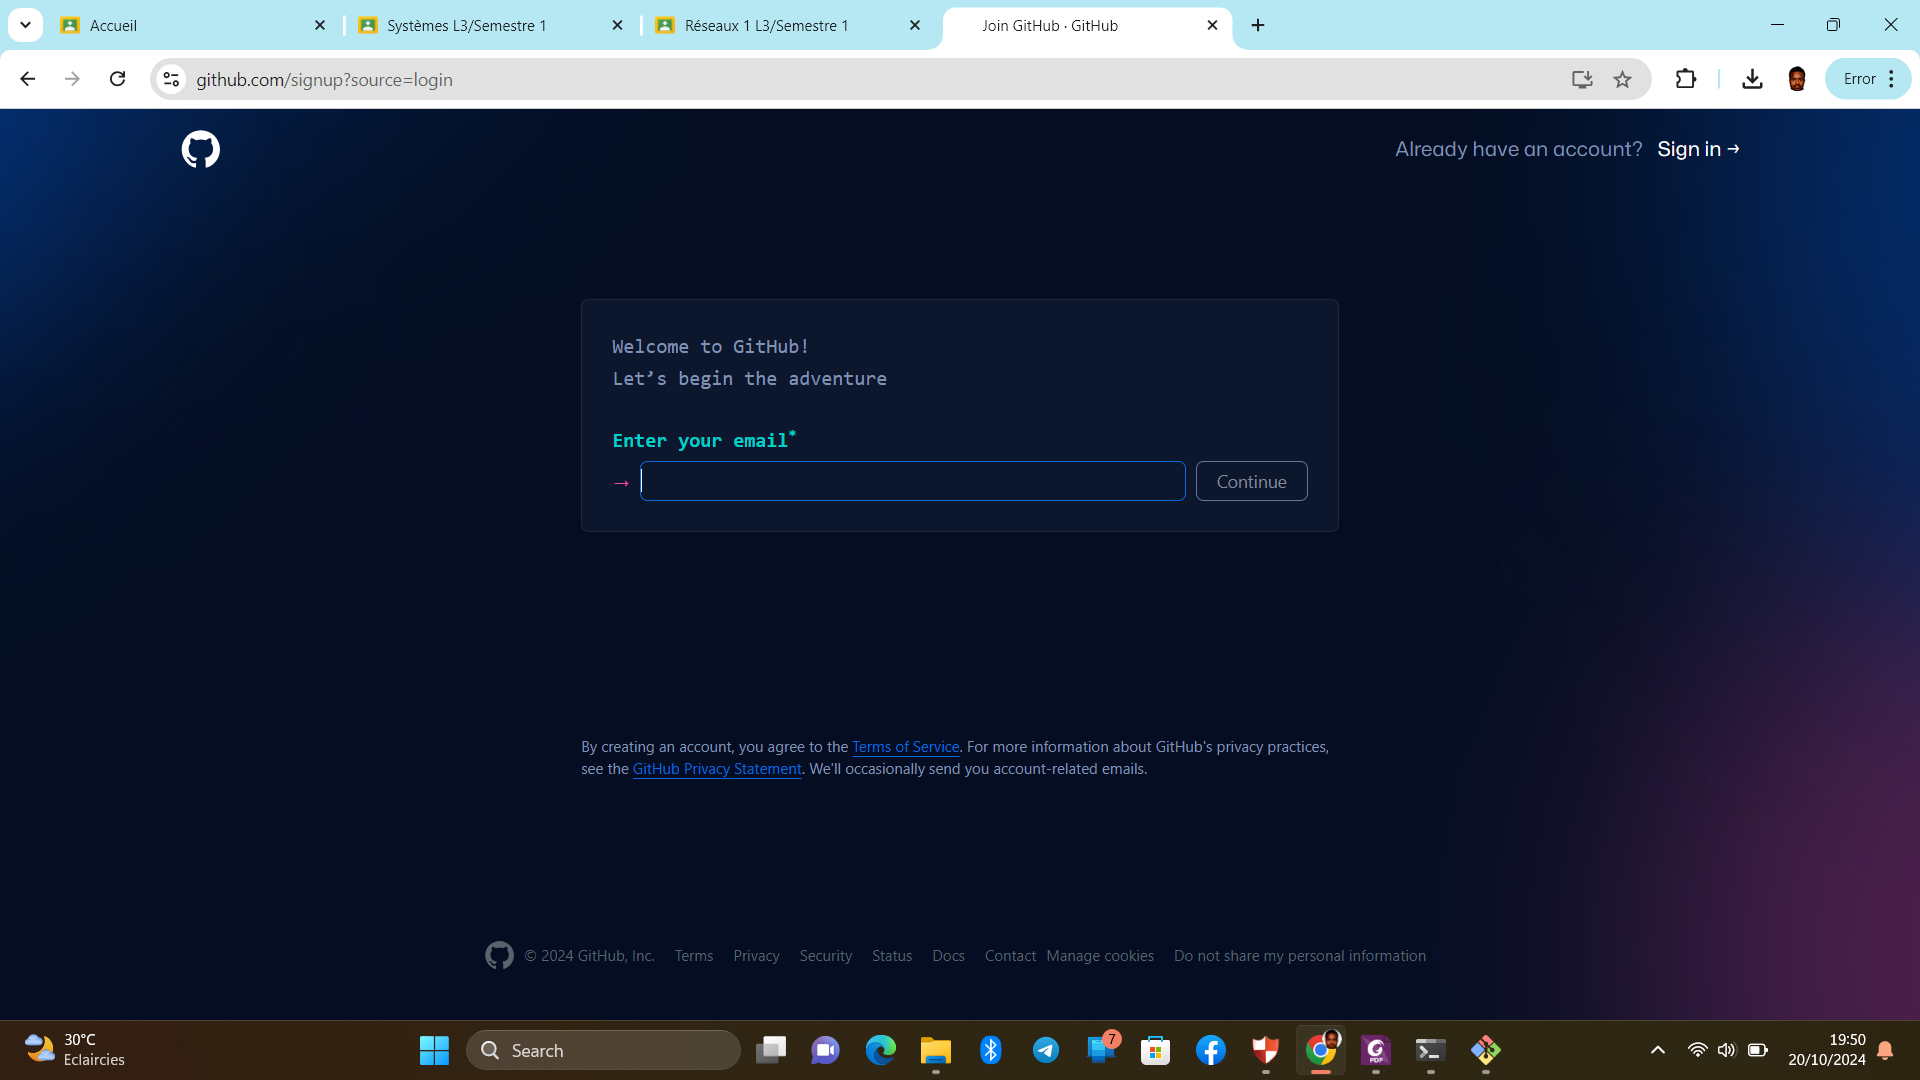 Accueil
Systèmes L3/Semestre 1
Réseaux 1 L3/Semestre 1
Join GitHub · GitHub
github.com/signup?source=login
Error
Already have an account? Sign in →
Welcome to GitHub!
Let’s begin the adventure
Enter your email*
→
Continue
By creating an account, you agree to the Terms of Service. For more information about GitHub's privacy practices,
see the GitHub Privacy Statement. We'll occasionally send you account-related emails.
© 2024 GitHub, Inc. Terms Privacy Security Status Docs Contact Manage cookies Do not share my personal information
30°C
Eclaircies
Search
7
PDF
19:50
20/10/2024